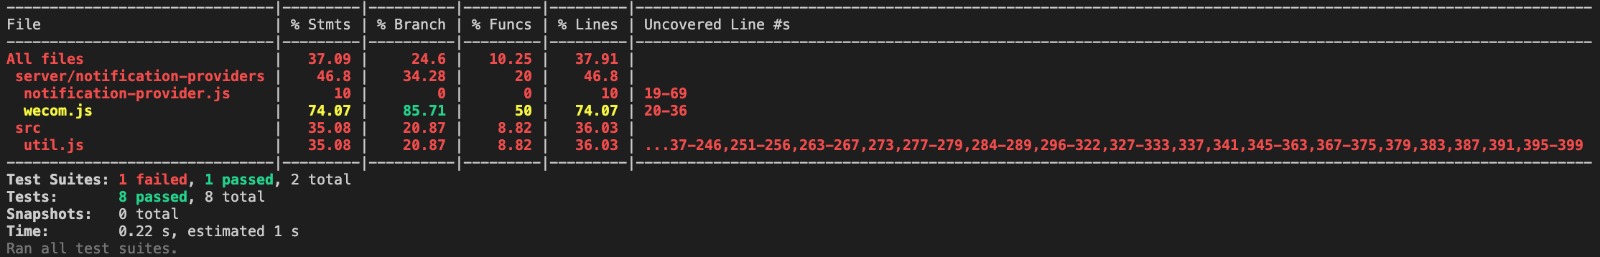 File | % Stmts | % Branch | % Funcs | % Lines | Uncovered Line #s
All files | 37.09 | 24.6 | 10.25 | 37.91 |
server/notification-providers | 46.8 | 34.28 | 20 | 46.8 |
notification-provider.js | 10 | 0 | 0 | 10 | 19-69
wecom.js | 74.07 | 85.71 | 50 | 74.07 | 20-36
src | 35.08 | 20.87 | 8.82 | 36.03 |
util.js | 35.08 | 20.87 | 8.82 | 36.03 | ...37-246,251-256,263-267,273,277-279,284-289,296-322,327-333,337,341,345-363,367-375,379,383,387,391,395-399
Test Suites: 1 failed, 1 passed, 2 total
Tests: 8 passed, 8 total
Snapshots: 0 total
Time: 0.22 s, estimated 1 s
Ran all test suites.